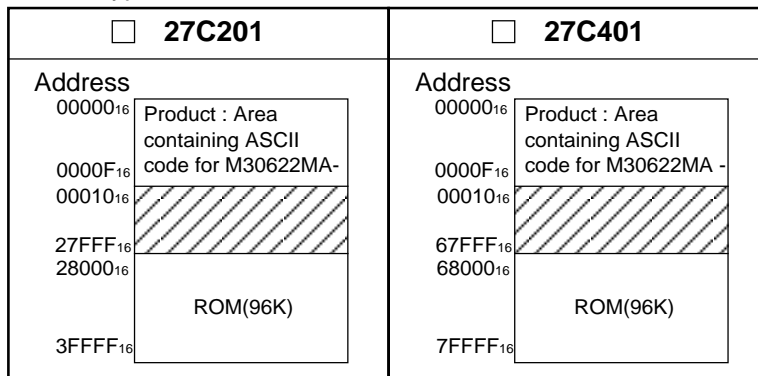 □ 27C201
Address
00000₁₆
Product : Area
containing ASCII
code for M30622MA-
0000F₁₆
00010₁₆
27FFF₁₆
28000₁₆
ROM(96K)
3FFFF₁₆
□ 27C401
Address
00000₁₆
Product : Area
containing ASCII
code for M30622MA -
0000F₁₆
00010₁₆
67FFF₁₆
68000₁₆
ROM(96K)
7FFFF₁₆